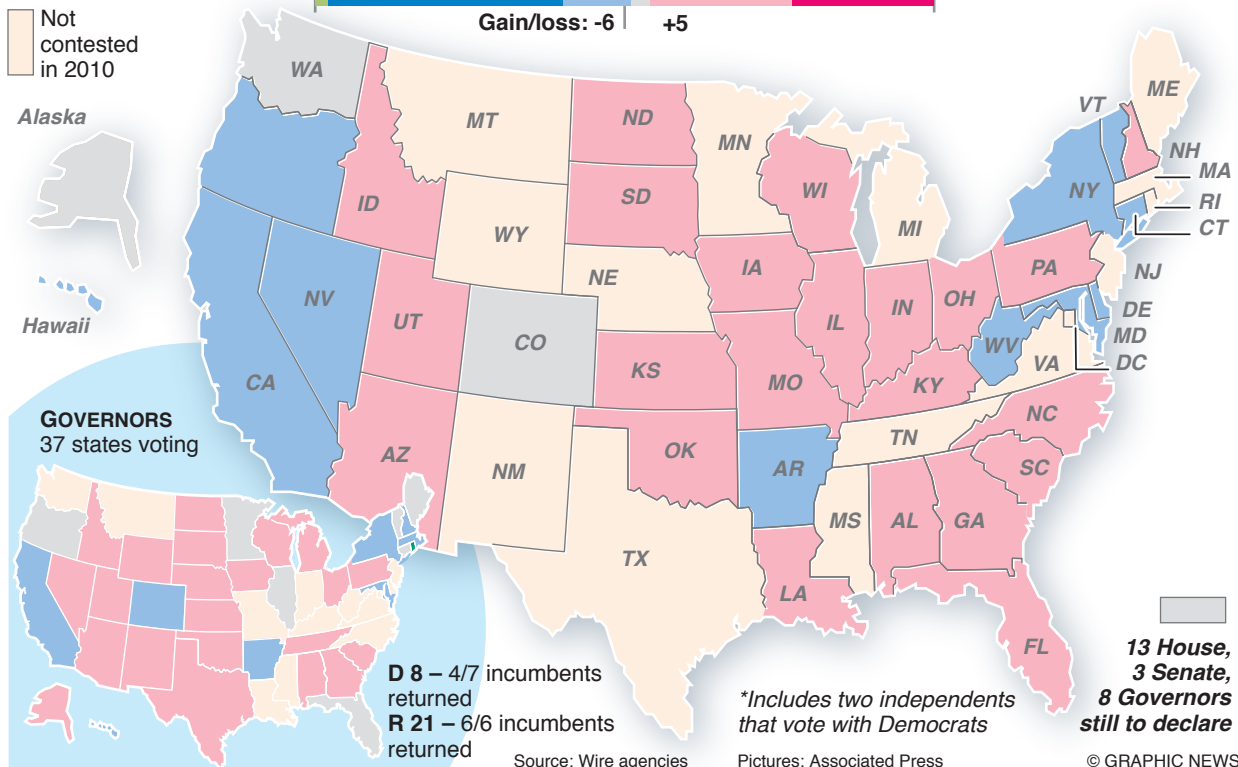 Gain/loss: -6
+5
Not
contested
in 2010
Alaska
Hawaii
WA
MT
ND
MN
ME
VT
NH
MA
RI
CT
NY
ID
SD
WI
MI
WY
IA
PA
NJ
NE
NV
UT
CO
IL
IN
OH
DE
MD
DC
WV
VA
CA
KS
MO
KY
NC
AZ
NM
OK
AR
TN
SC
TX
MS
AL
GA
LA
FL
GOVERNORS
37 states voting
D 8 – 4/7 incumbents
returned
R 21 – 6/6 incumbents
returned
*Includes two independents
that vote with Democrats
13 House,
3 Senate,
8 Governors
still to declare
Source: Wire agencies
Pictures: Associated Press
© GRAPHIC NEWS